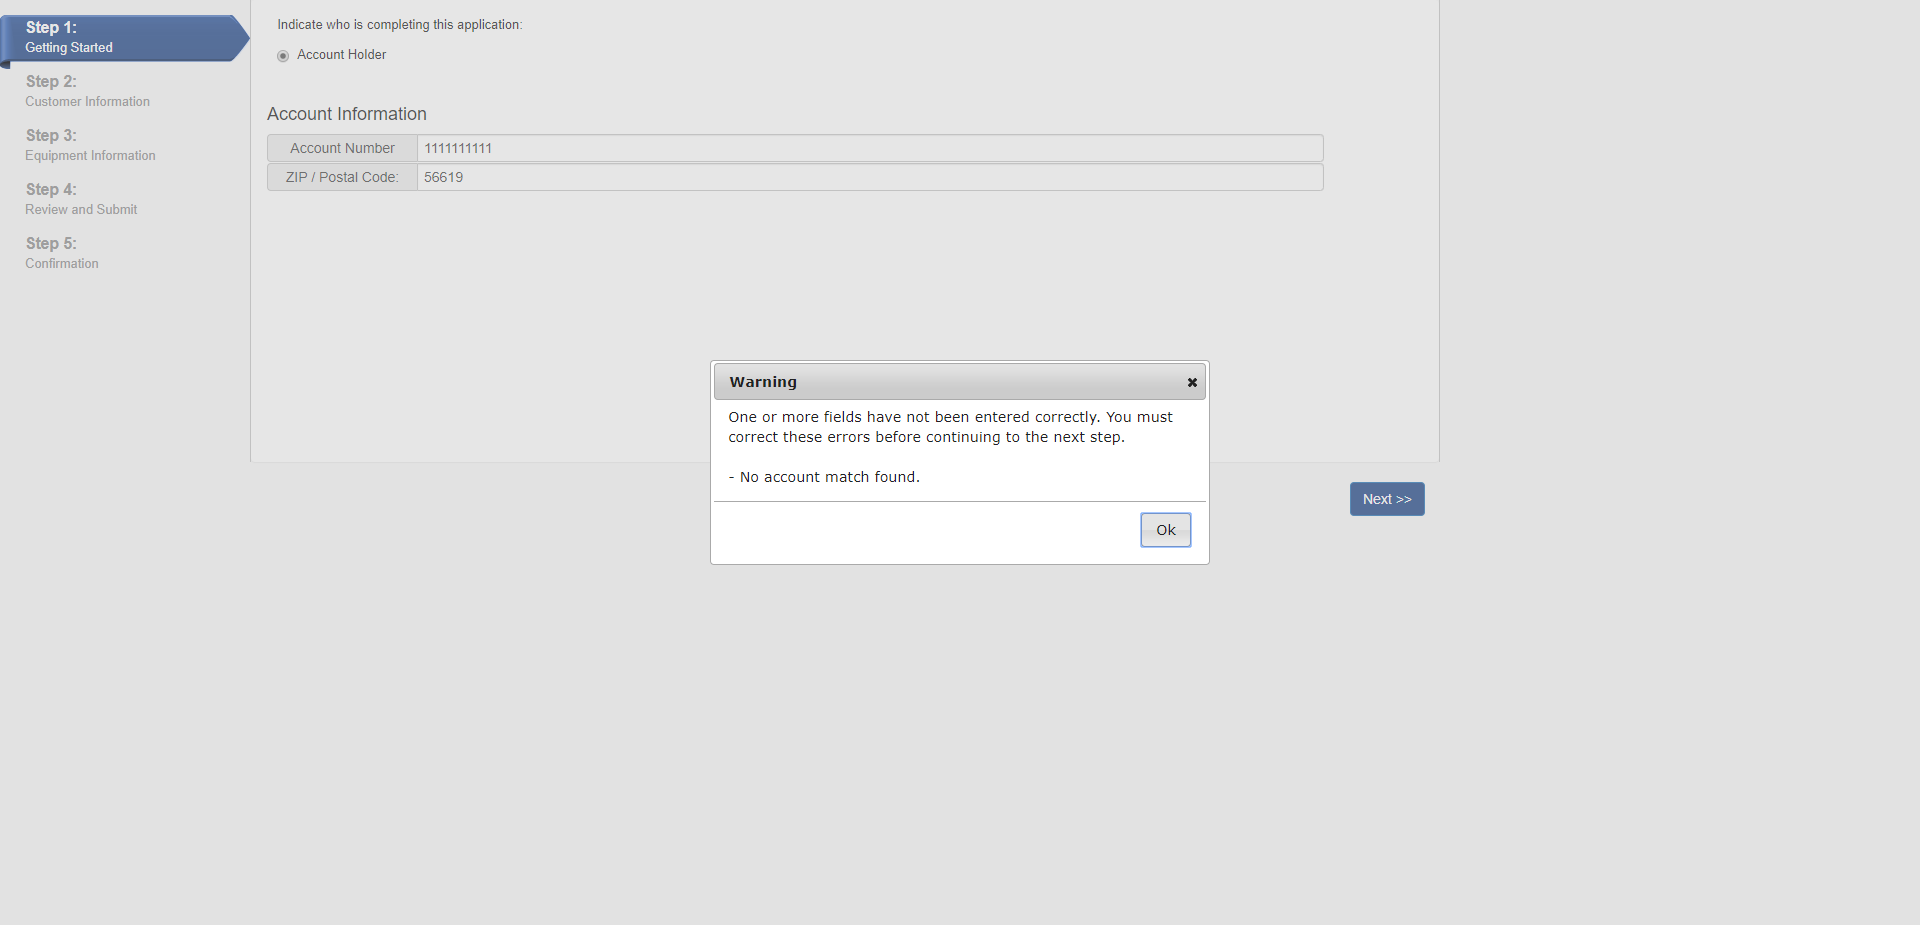 Step 1:
Getting Started
Step 2:
Customer Information
Step 3:
Equipment Information
Step 4:
Review and Submit
Step 5:
Confirmation
Indicate who is completing this application:
Account Holder
Account Information
Account Number 1111111111
ZIP / Postal Code: 56619
Warning
One or more fields have not been entered correctly. You must
correct these errors before continuing to the next step.
- No account match found.
Ok
Next >>